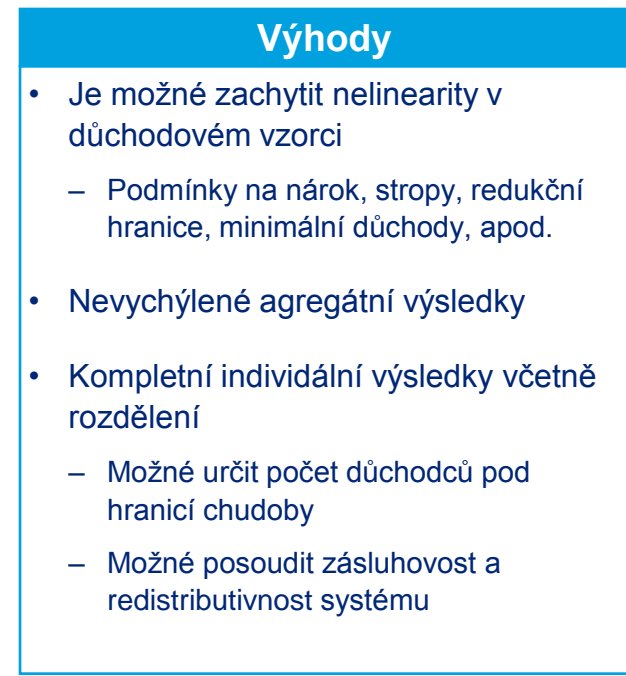 Výhody
• Je možné zachytit nelinearity v
důchodovém vzorci
– Podmínky na nárok, stropy, redukční
hranice, minimální důchody, apod.
• Nevychýlené agregátní výsledky
• Kompletní individální výsledky včetně
rozdělení
– Možné určit počet důchodců pod
hranicí chudoby
– Možné posoudit zásluhovost a
redistributivnost systému